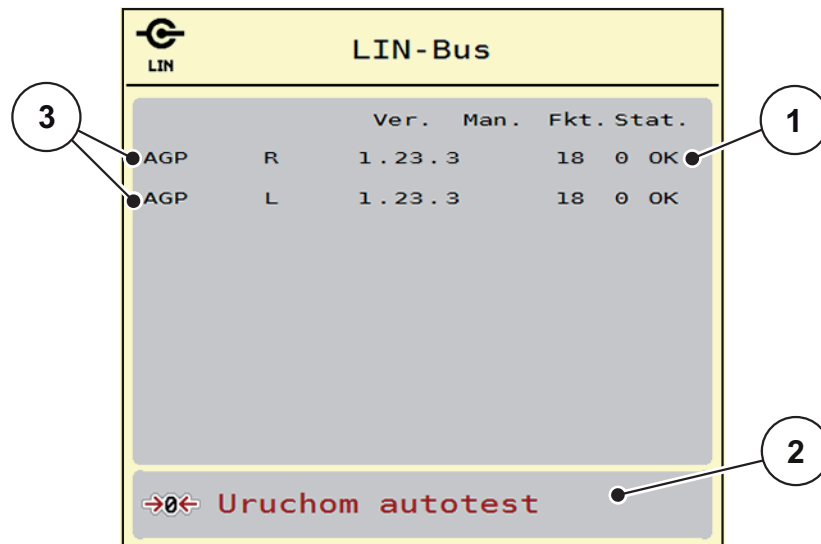 LIN
LIN-Bus
Ver. Man. Fkt. Stat.
3
1
AGP R 1.23.3 18 0 OK
AGP L 1.23.3 18 0 OK
2
→0← Uruchom autotest